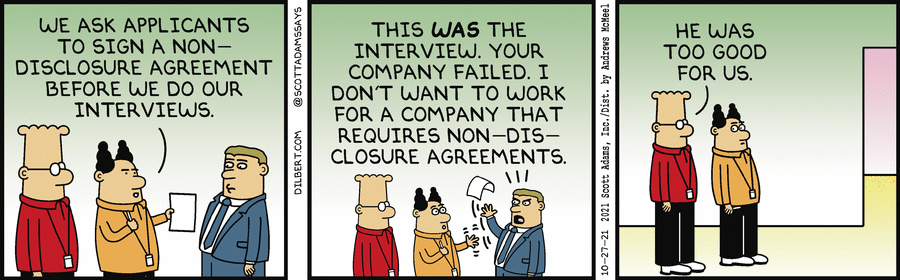 WE ASK APPLICANTS
TO SIGN A NON-
DISCLOSURE AGREEMENT
BEFORE WE DO OUR
INTERVIEWS.
@SCOTTADAMSSAYS
DILBERT.COM
THIS WAS THE
INTERVIEW. YOUR
COMPANY FAILED. I
DON'T WANT TO WORK
FOR A COMPANY THAT
REQUIRES NON-DIS-
CLOSURE AGREEMENTS.
10-27-21 2021 Scott Adams, Inc./Dist. by Andrews McMeel
HE WAS
TOO GOOD
FOR US.